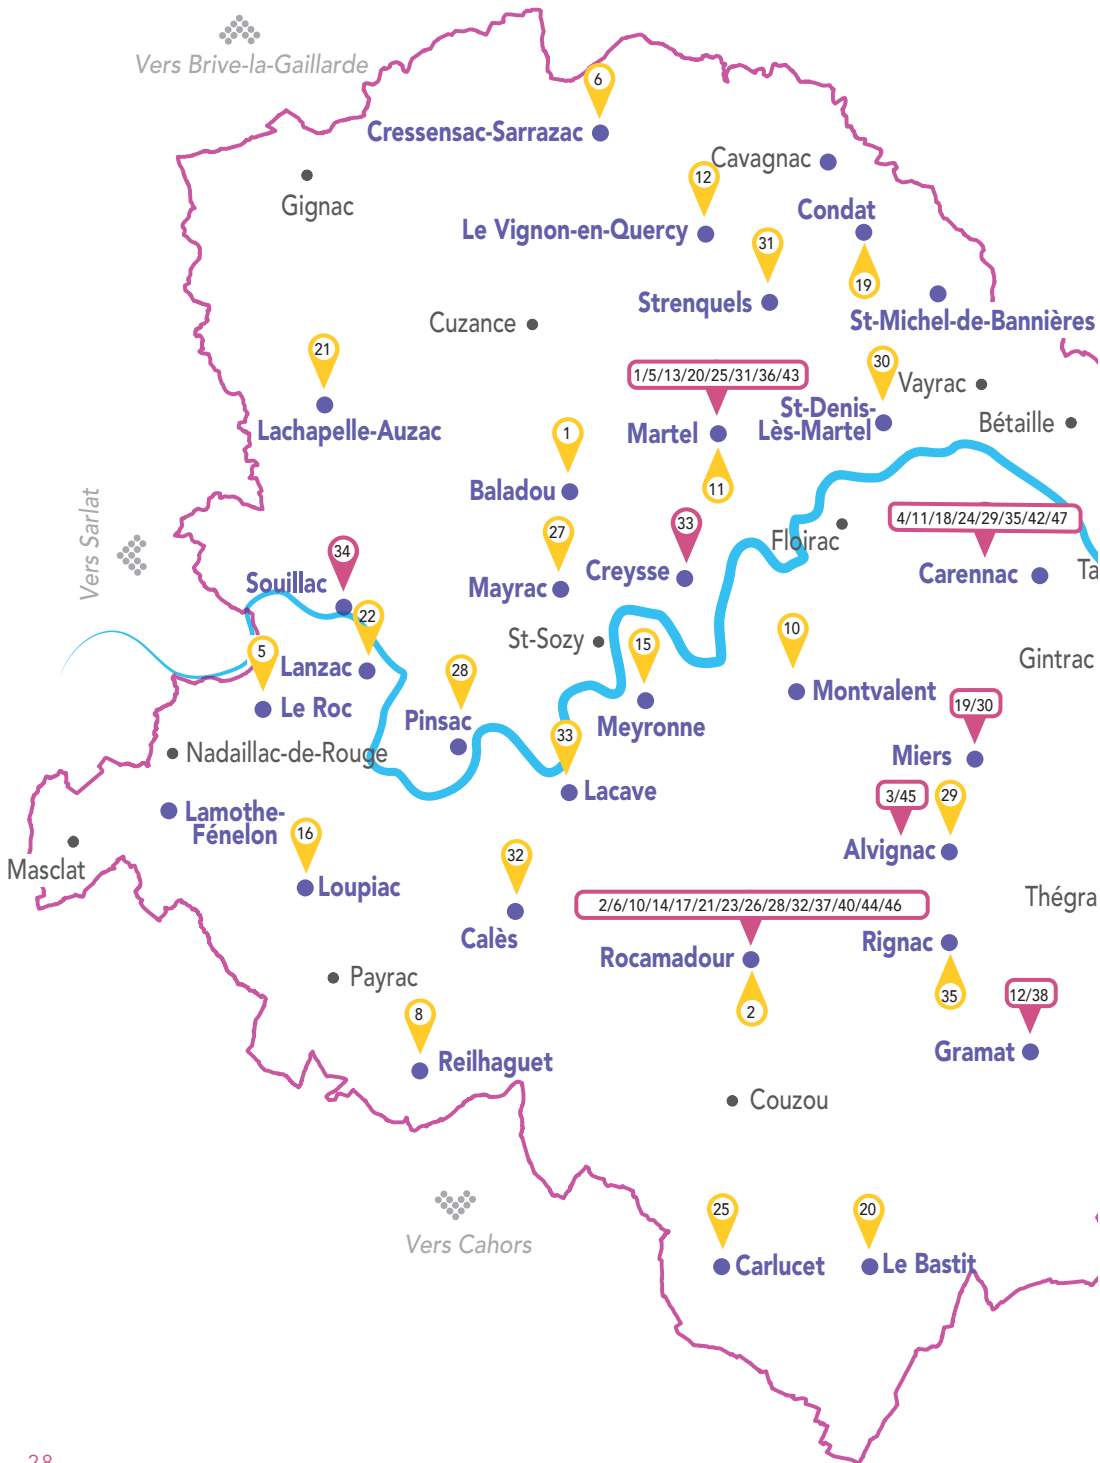 Vers Brive-la-Gaillarde
6
Cressensac-Sarrazac
Cavagnac
12
Gignac
Condat
Le Vignon-en-Quercy
31
19
Strenquels
St-Michel-de-Bannières
Cuzance
21
1/5/13/20/25/31/36/43
30
Vayrac
Lachapelle-Auzac
1
Martel
St-Denis-
Lès-Martel
Bétaille
Baladou
11
Vers Sarlat
27
33
4/11/18/24/29/35/42/47
Floirac
34
Souillac
Mayrac
Creysse
Carennac
Ta
22
St-Sozy
15
10
5
Lanzac
28
Gintrac
Le Roc
Pinsac
Meyronne
Montvalent
19/30
33
Nadaillac-de-Rouge
Miers
Lacave
3/45
29
Lamothe-
Fénelon
16
32
Alvignac
Masclat
Loupiac
2/6/10/14/17/21/23/26/28/32/37/40/44/46
Thégra
Calès
Rocamadour
Rignac
Payrac
35
12/38
8
2
Reilhaguet
Gramat
Couzou
25
20
Vers Cahors
Carlucet
Le Bastit
28